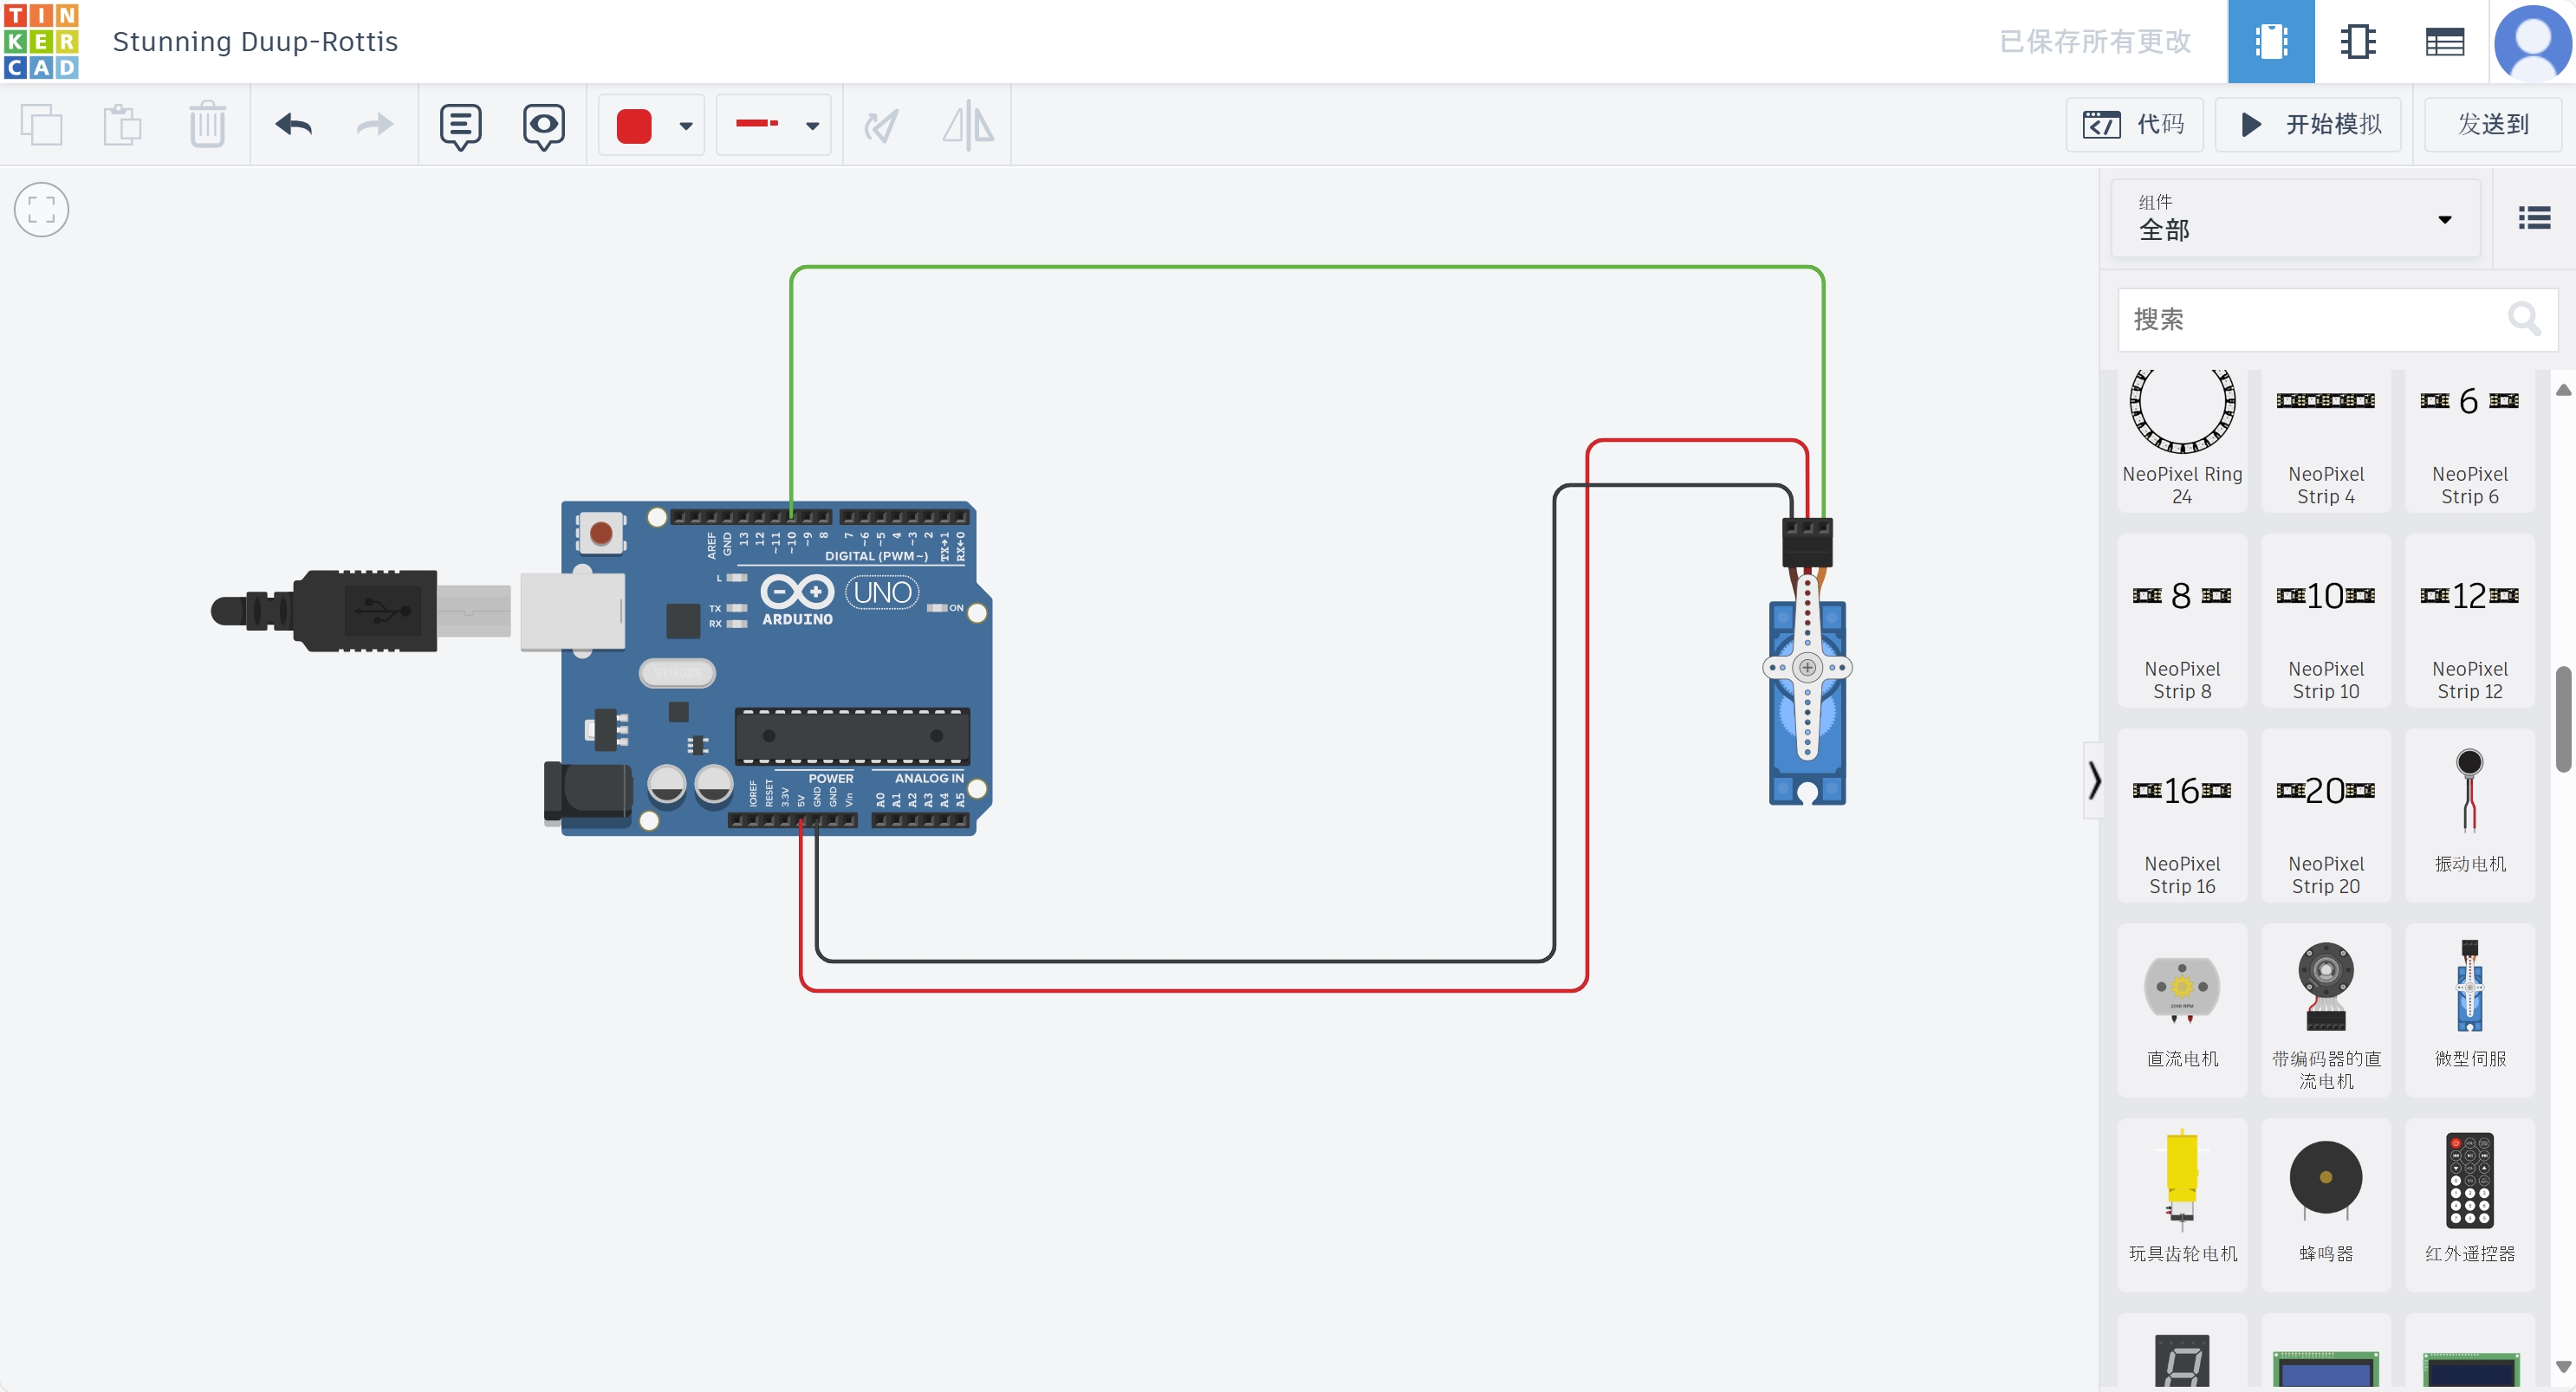 TIN
KER
CAD
Stunning Duup-Rottis
已保存所有更改
代码
开始模拟
发送到
组件
全部
搜索
NeoPixel Ring
24
NeoPixel
Strip 4
6
NeoPixel
Strip 6
8
NeoPixel
Strip 8
10
NeoPixel
Strip 10
12
NeoPixel
Strip 12
16
NeoPixel
Strip 16
20
NeoPixel
Strip 20
振动电机
直流电机
带编码器的直
流电机
微型伺服
玩具齿轮电机
蜂鸣器
红外遥控器
AREF
GND
13
12
~11
~10
~9
8
7
~6
~5
4
~3
2
TX→1
RX←0
DIGITAL (PWM~)
L
TX
RX
ARDUINO
UNO
ON
POWER
ANALOG IN
IOREF
RESET
3.3V
5V
GND
GND
Vin
A0
A1
A2
A3
A4
A5